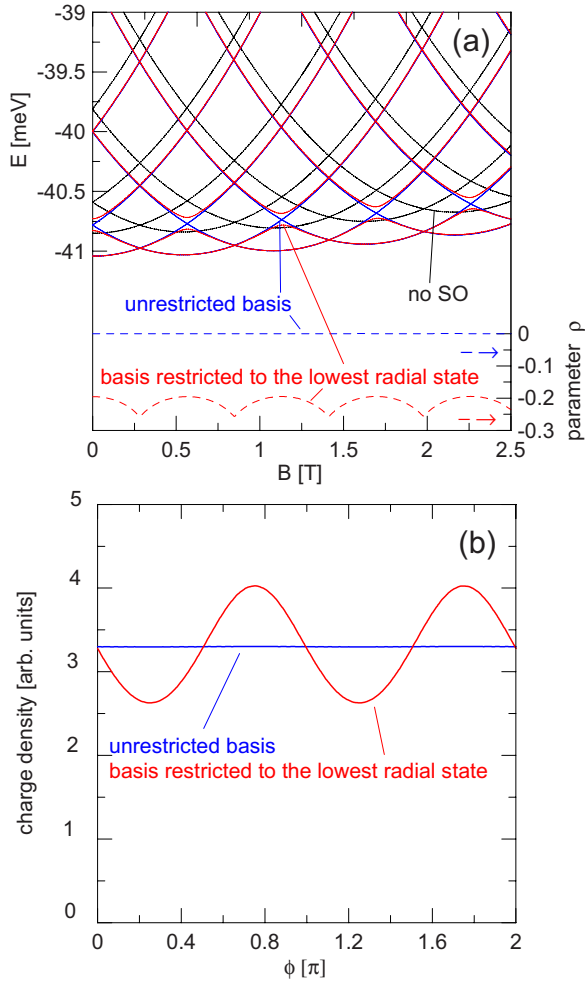 -39
(a)
-39.5
-40
E [meV]
-40.5
-41
no SO
unrestricted basis
0
-0.1
basis restricted to the lowest radial state
-0.2
-0.3
parameter ρ
0
0.5
1
1.5
2
2.5
B [T]
5
(b)
4
3
charge density [arb. units]
unrestricted basis
basis restricted to the lowest radial state
2
1
0
0
0.4
0.8
1.2
1.6
2
ϕ [π]